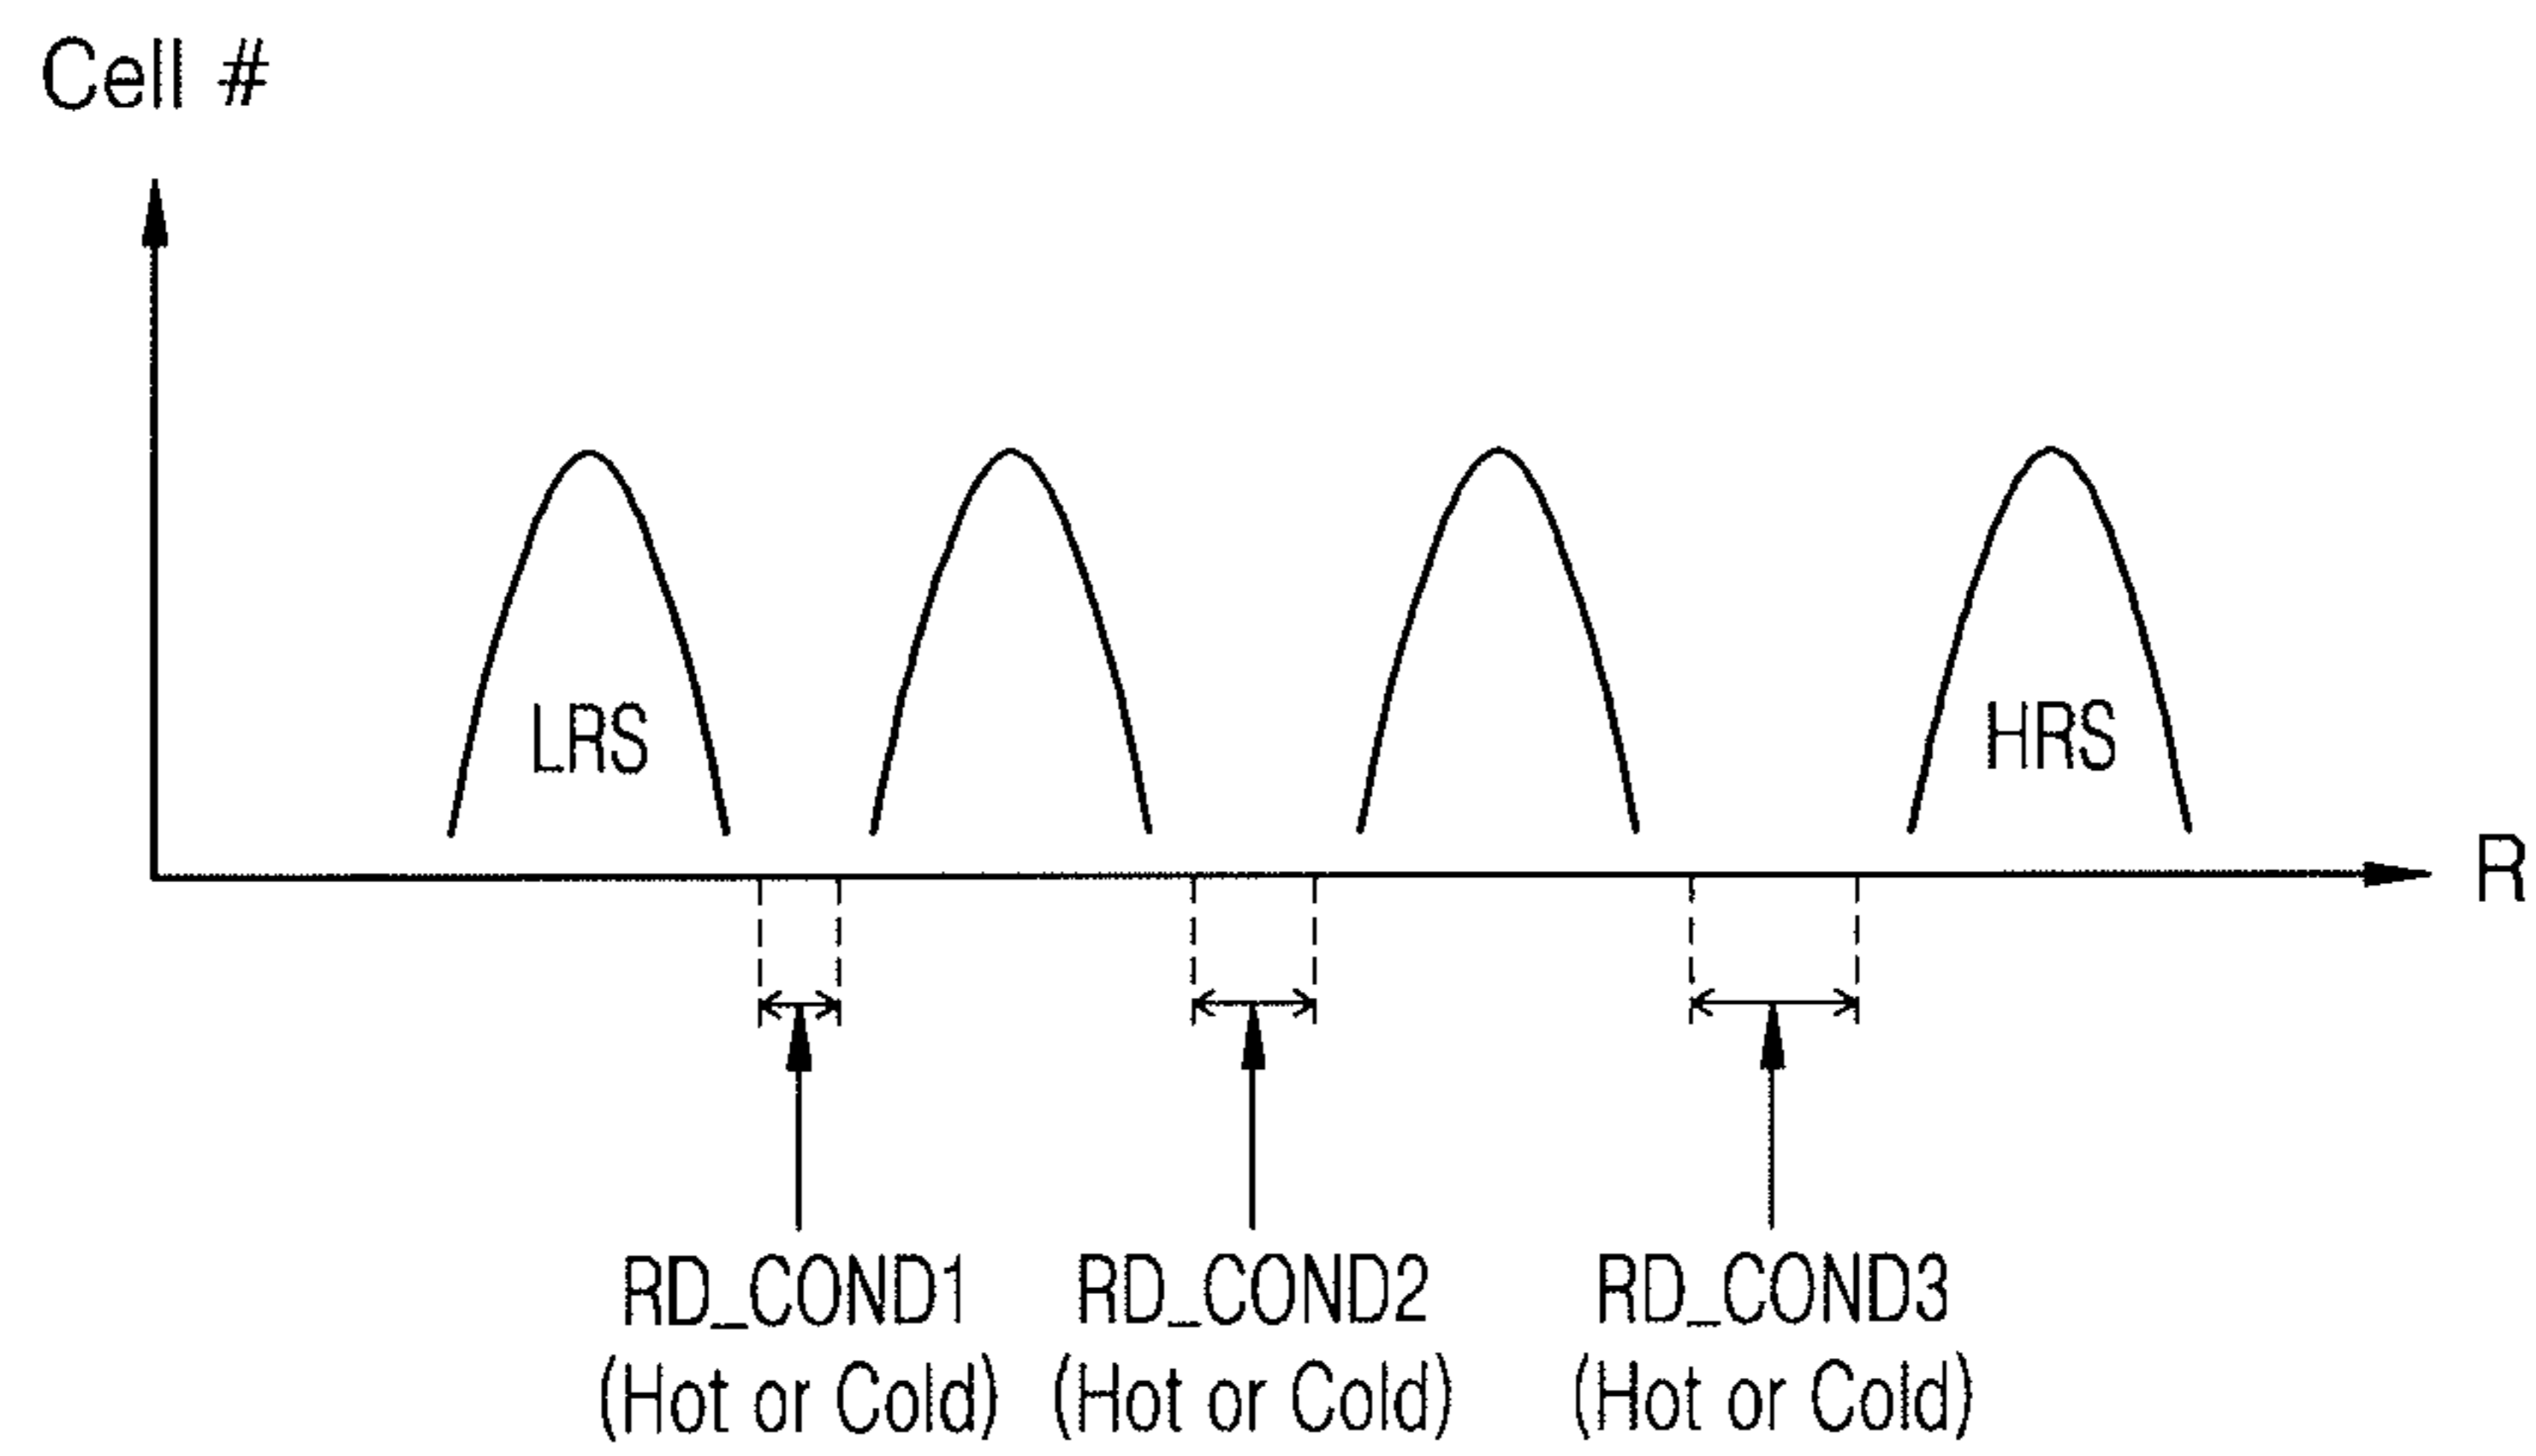 Cell #
LRS
HRS
R
RD_COND1
(Hot or Cold)
RD_COND2
(Hot or Cold)
RD_COND3
(Hot or Cold)